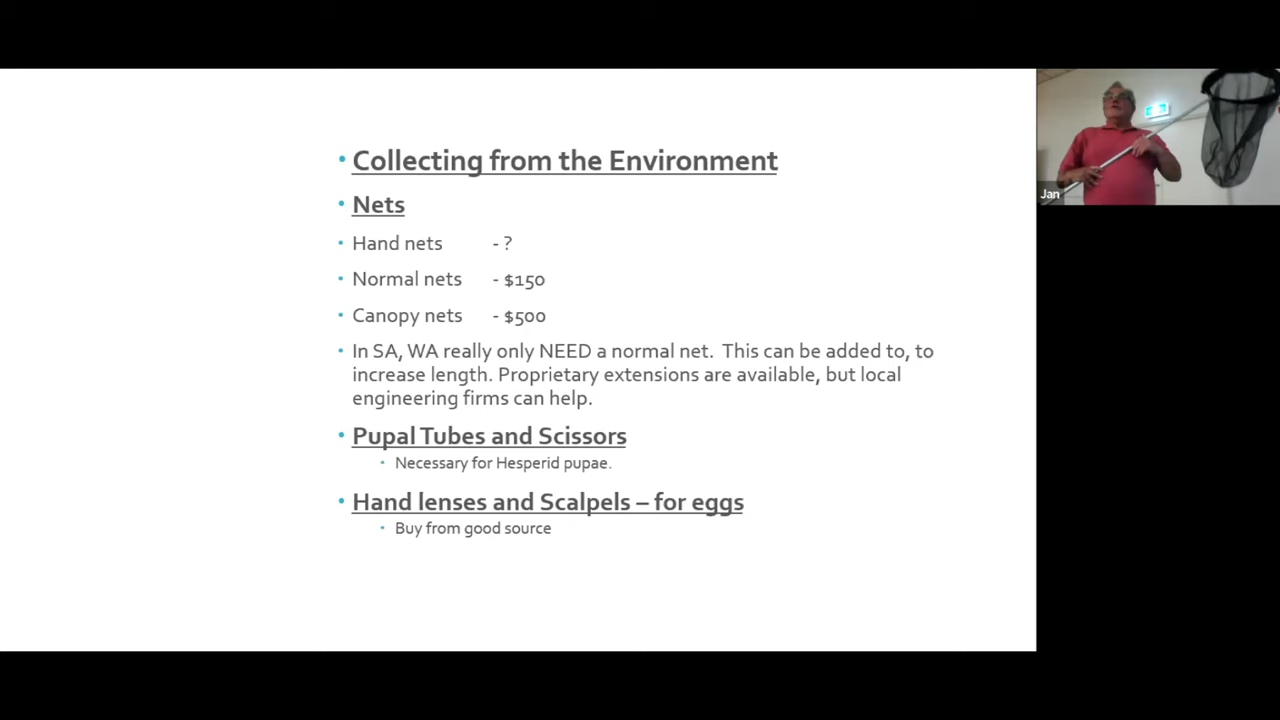 Collecting from the Environment
Nets
Hand nets - ?
Normal nets - $150
Canopy nets - $500
In SA, WA really only NEED a normal net. This can be added to, to
increase length. Proprietary extensions are available, but local
engineering firms can help.
Pupal Tubes and Scissors
Necessary for Hesperid pupae.
Hand lenses and Scalpels – for eggs
Buy from good source
Jan